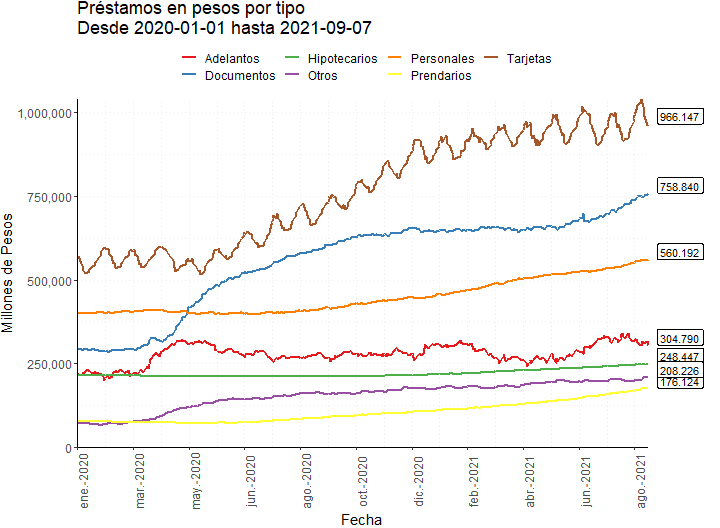 Préstamos en pesos por tipo
Desde 2020-01-01 hasta 2021-09-07
Adelantos Hipotecarios Personales Tarjetas
Documentos Otros Prendarios
Millones de Pesos
1,000,000
750,000
500,000
250,000
0
966.147
758.840
560.192
304.790
248.447
208.226
176.124
ene.-2020 mar.-2020 may.-2020 jun.-2020 ago.-2020 oct.-2020 dic.-2020 feb.-2021 abr.-2021 jun.-2021 ago.-2021
Fecha